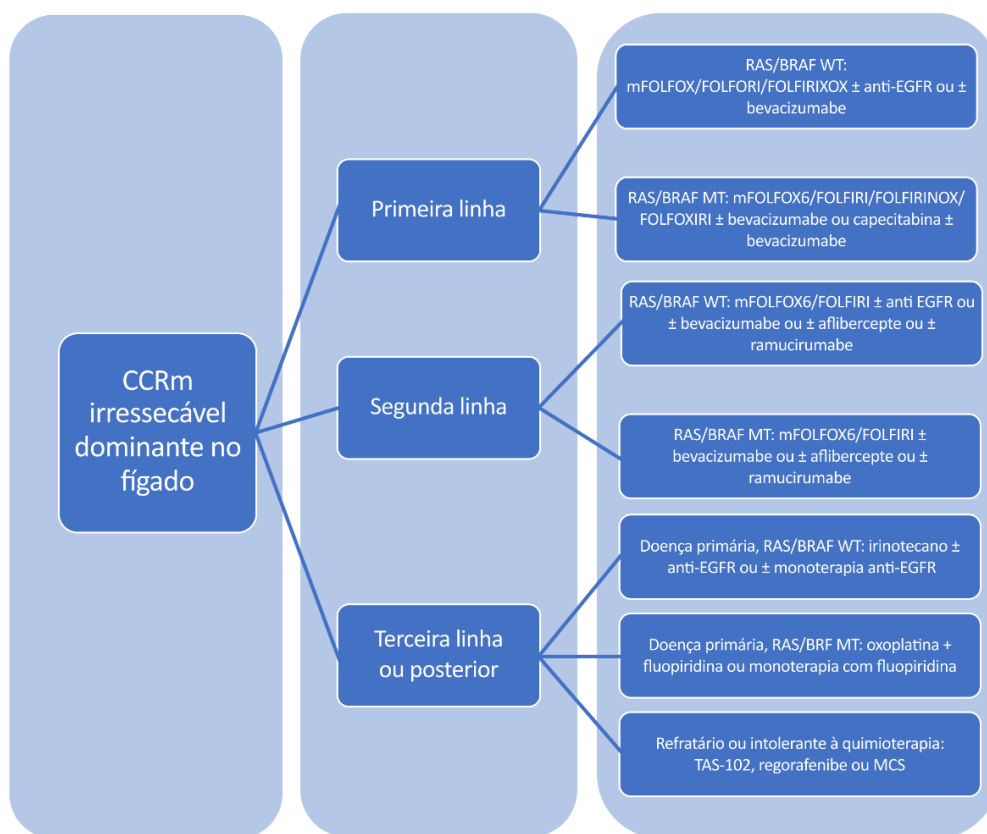 CCRm
irressecável
dominante no
fígado
Primeira linha
RAS/BRAF WT:
mFOLFOX/FOLFORI/FOLFIRIXOX ± anti-EGFR ou ±
bevacizumabe
RAS/BRAF MT: mFOLFOX6/FOLFIRI/FOLFIRINOX/
FOLFOXIRI ± bevacizumabe ou capecitabina ±
bevacizumabe
Segunda linha
RAS/BRAF WT: mFOLFOX6/FOLFIRI ± anti EGFR ou
± bevacizumabe ou ± aflibercepte ou ±
ramucirumabe
RAS/BRAF MT: mFOLFOX6/FOLFIRI ±
bevacizumabe ou ± aflibercepte ou ±
ramucirumabe
Terceira linha
ou posterior
Doença primária, RAS/BRAF WT: irinotecano ±
anti-EGFR ou ± monoterapia anti-EGFR
Doença primária, RAS/BRF MT: oxoplatina +
fluopiridina ou monoterapia com fluopiridina
Refratário ou intolerante à quimioterapia:
TAS-102, regorafenibe ou MCS